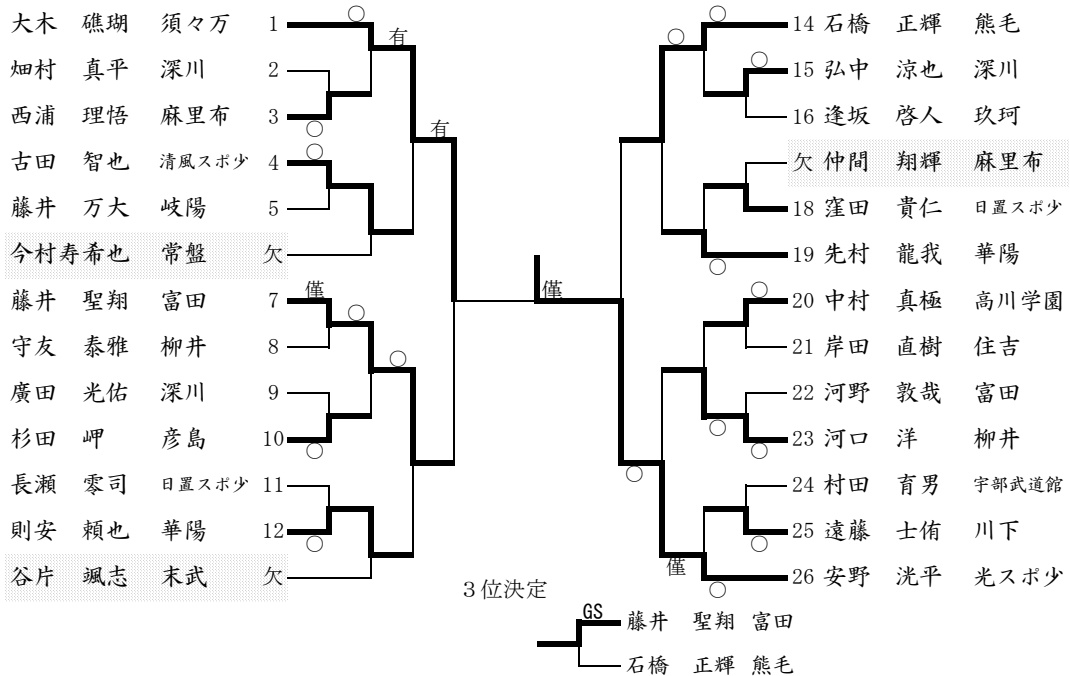 大木 礁瑚 須々万 1
畑村 真平 深川 2
西浦 理悟 麻里布 3
古田 智也 清風スポ少 4
藤井 万大 岐陽 5
今村寿希也 常盤 欠
藤井 聖翔 富田 7
守友 泰雅 柳井 8
廣田 光佑 深川 9
杉田 岬 彦島 10
長瀬 零司 日置スポ少 11
則安 頼也 華陽 12
谷片 颯志 末武 欠
○
有
○
有
○
僅
○
○
○
○
僅
14 石橋 正輝 熊毛
15 弘中 涼也 深川
16 逢坂 啓人 玖珂
欠 仲間 翔輝 麻里布
18 窪田 貴仁 日置スポ少
19 先村 龍我 華陽
20 中村 真極 高川学園
21 岸田 直樹 住吉
22 河野 敦哉 富田
23 河口 洋 柳井
24 村田 育男 宇部武道館
25 遠藤 士侑 川下
26 安野 洸平 光スポ少
○
○
○
○
○
○
○
○
○
僅
○
3位決定
GS
藤井 聖翔 富田
石橋 正輝 熊毛